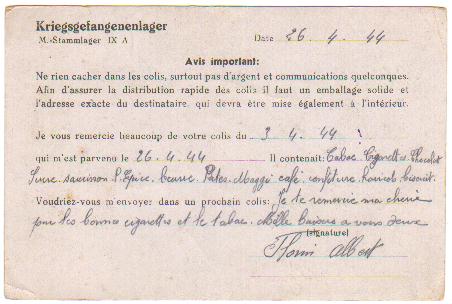 Kriegsgefangenenlager
M.-Stammlager IX A
Date 26 . 4 . 44
Avis important:
Ne rien cacher dans les colis, surtout pas d'argent et communications quelconques.
Afin d'assurer la distribution rapide des colis il faut un emballage solide et
l'adresse exacte du destinataire, qui devra être mise également à l'intérieur.
Je vous remercie beaucoup de votre colis du 3 . 4 . 44 !
qui m'est parvenu le 26 . 4 . 44 Il contenait: Tabac Cigarettes Chocolat
Sucre saucisson P. Epice. beurre Pates. Maggi café. confiture Haricots biscuit.
Voudriez-vous m'envoyer: dans un prochain colis: Je te remercie ma cherie
pour les bonnes cigarettes et le tabac. Mille baisers a vous deux
(signature)
Albert